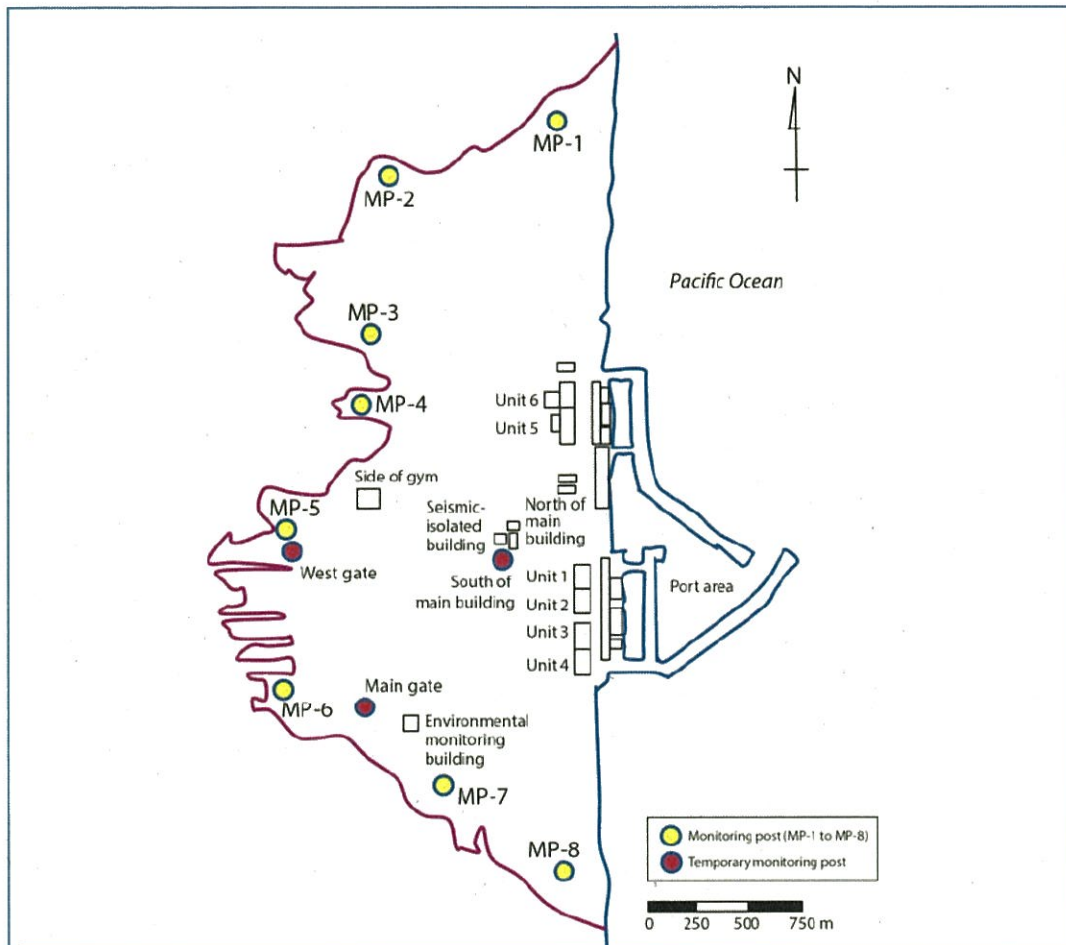 N
MP-1
MP-2
Pacific Ocean
MP-3
MP-4
Unit 6
Unit 5
Side of gym
MP-5
Seismic-
isolated
building
North of
main
building
West gate
South of
main building
Unit 1
Unit 2
Unit 3
Unit 4
Port area
Main gate
MP-6
Environmental
monitoring
building
MP-7
MP-8
Monitoring post (MP-1 to MP-8)
Temporary monitoring post
0 250 500 750 m